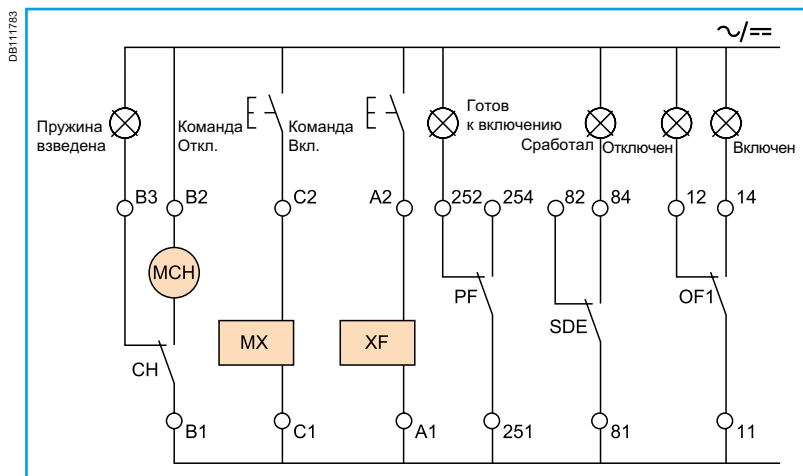 DB111783
Пружина
взведена
Команда
Откл.
Команда
Вкл.
Готов
к включению
Сработал
Отключен
Включен
B3
B2
C2
A2
252
254
82
84
12
14
MCH
MX
XF
PF
SDE
OF1
CH
B1
C1
A1
251
81
11